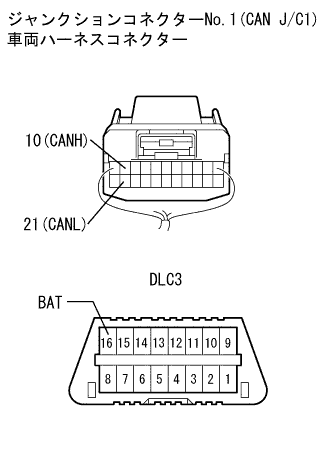 ジャンクションコネクターNo.1(CAN J/C1)
車両ハーネスコネクター
10(CANH)
21(CANL)
DLC3
BAT
16 15 14 13 12 11 10 9
8 7 6 5 4 3 2 1